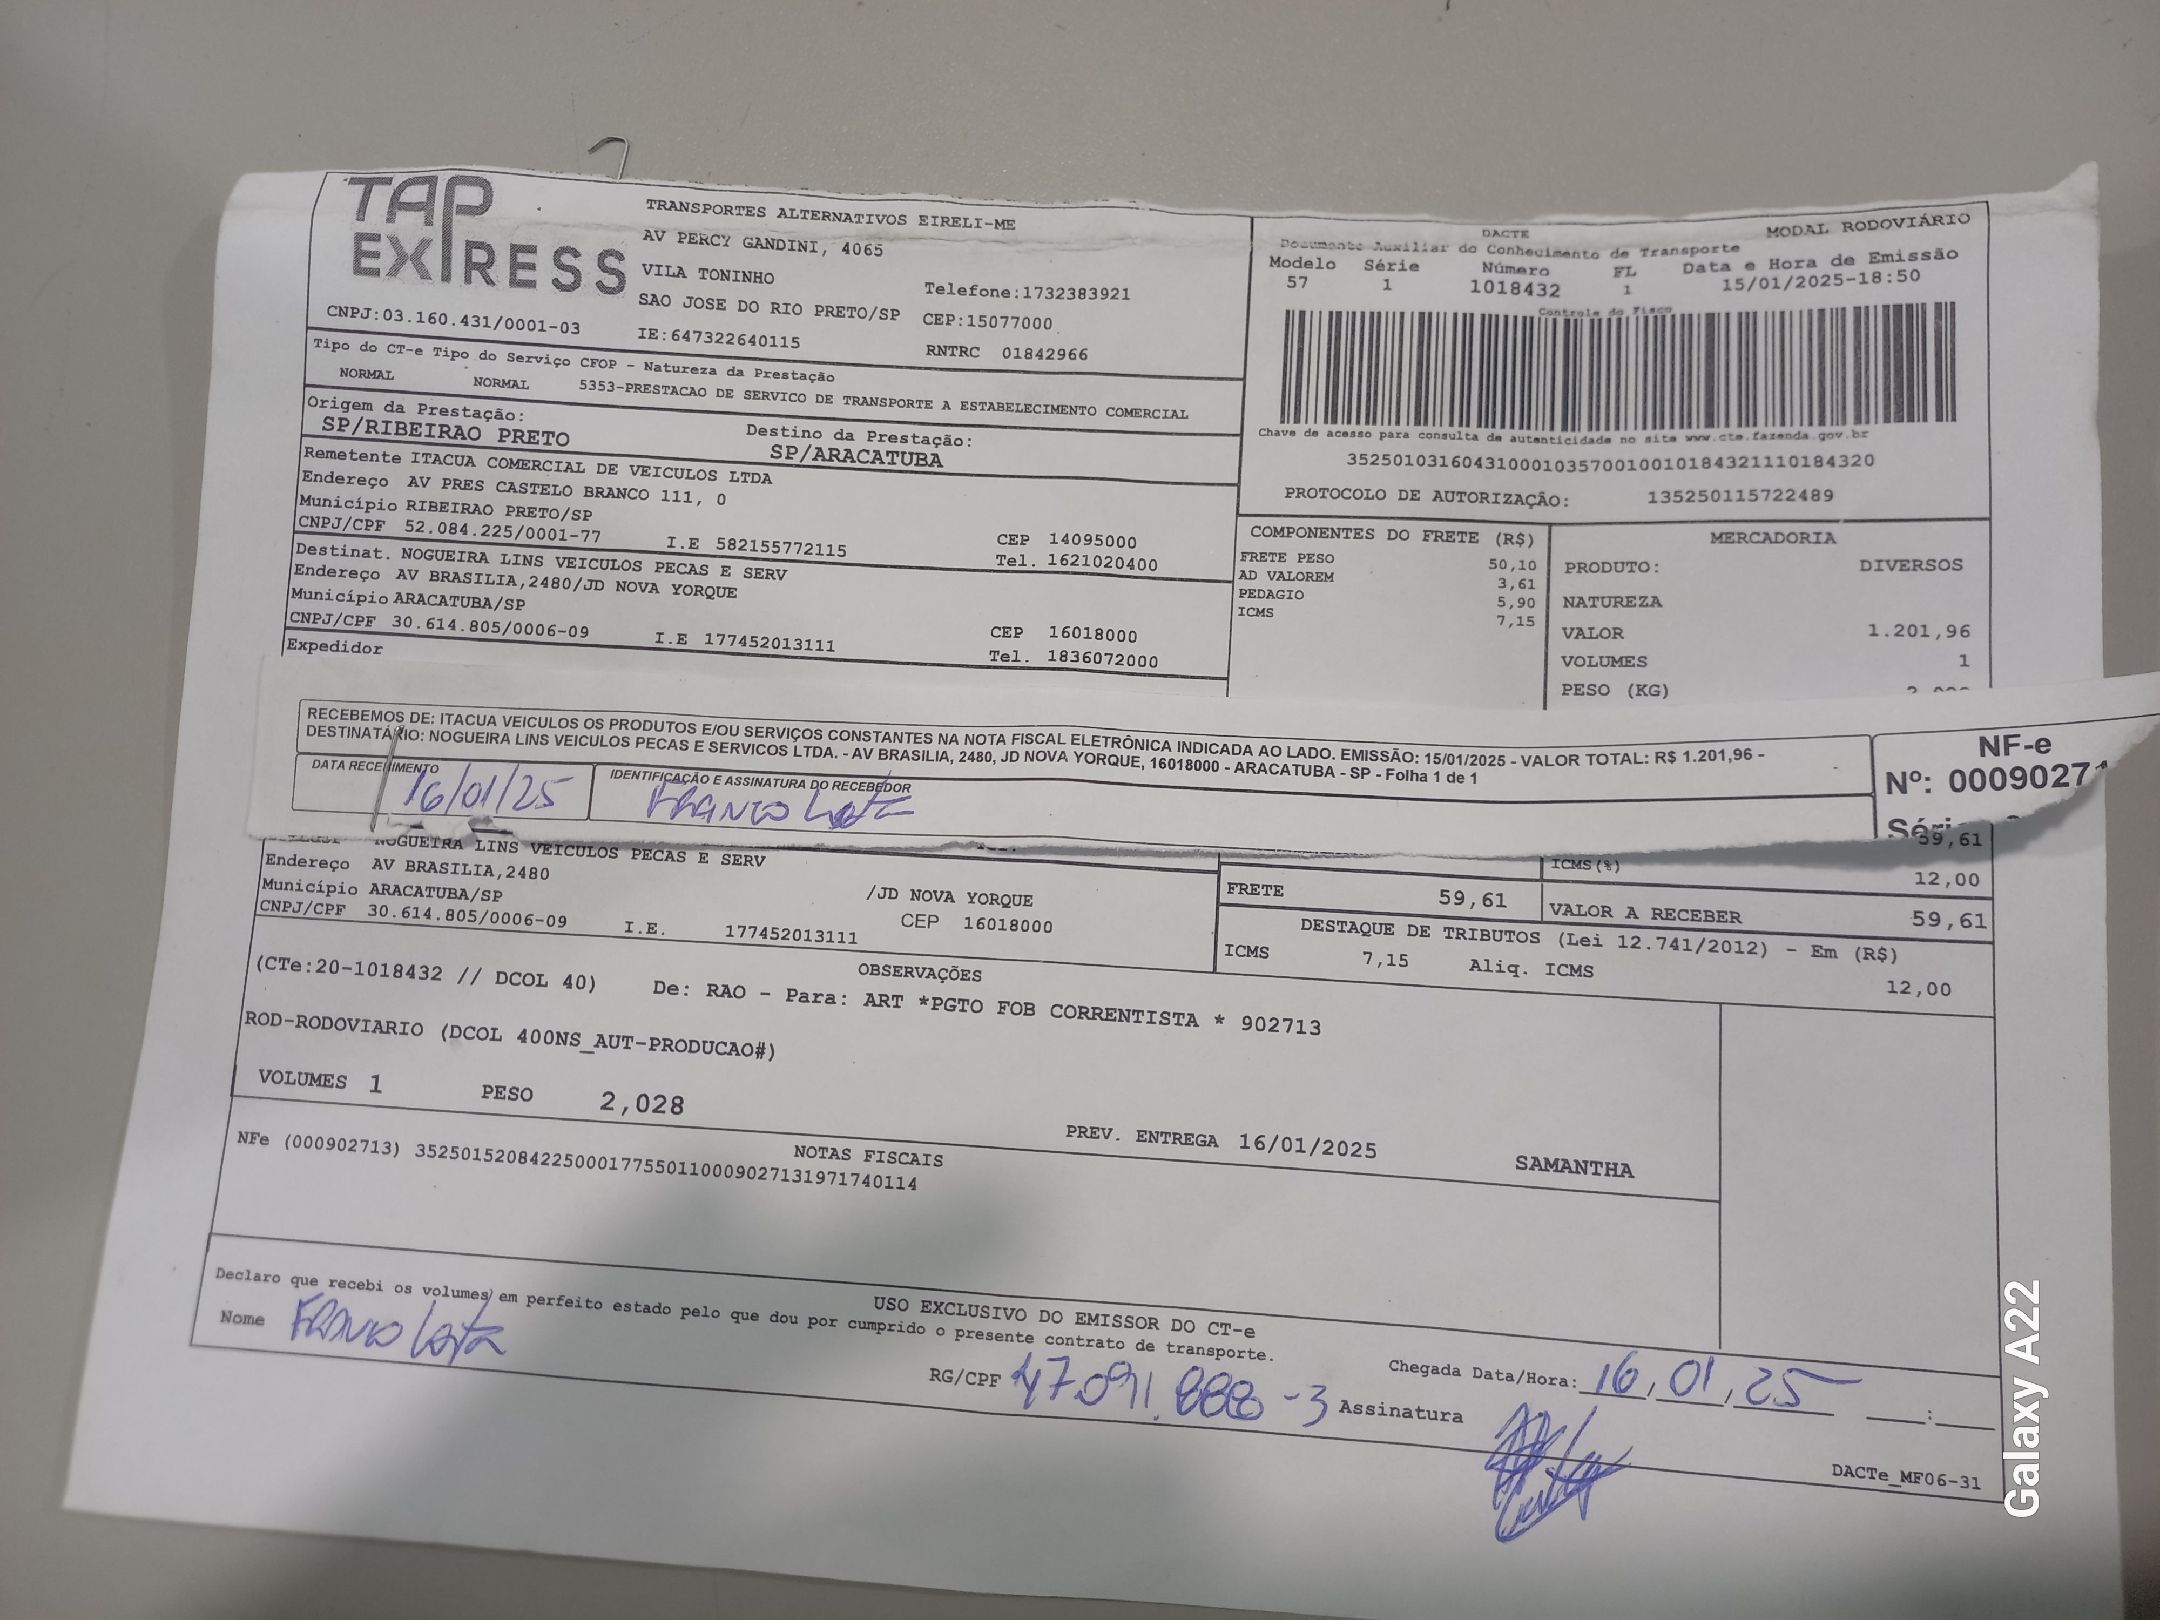 TAP
EXPRESS
TRANSPORTES ALTERNATIVOS EIRELI-ME
AV PERCY GANDINI, 4065
VILA TONINHO
Telefone:1732383921
SAO JOSE DO RIO PRETO/SP CEP:15077000
CNPJ:03.160.431/0001-03
IE:647322640115
RNTRC 01842966
Tipo do CT-e Tipo do Serviço CFOP - Natureza da Prestação
NORMAL NORMAL 5353-PRESTACAO DE SERVICO DE TRANSPORTE A ESTABELECIMENTO COMERCIAL
Origem da Prestação:
SP/RIBEIRAO PRETO
Destino da Prestação:
SP/ARACATUBA
Remetente ITACUA COMERCIAL DE VEICULOS LTDA
Endereço AV PRES CASTELO BRANCO 111, 0
Município RIBEIRAO PRETO/SP
CNPJ/CPF 52.084.225/0001-77 I.E 582155772115
CEP 14095000
Tel. 1621020400
Destinat. NOGUEIRA LINS VEICULOS PECAS E SERV
Endereço AV BRASILIA,2480/JD NOVA YORQUE
Município ARACATUBA/SP
CNPJ/CPF 30.614.805/0006-09 I.E 177452013111
CEP 16018000
Tel. 1836072000
Expedidor
DACTE
MODAL RODOVIÁRIO
Documento Auxiliar do Conhecimento de Transporte
Modelo Série Número FL Data e Hora de Emissão
57 1 1018432 1 15/01/2025-18:50
Controle do Fisco
Chave de acesso para consulta de autenticidade no site www.cte.fazenda.gov.br
35250103160431000103570010010184321110184320
PROTOCOLO DE AUTORIZAÇÃO: 135250115722489
COMPONENTES DO FRETE (R$)
FRETE PESO 50,10
AD VALOREM 3,61
PEDAGIO 5,90
ICMS 7,15
MERCADORIA
PRODUTO: DIVERSOS
NATUREZA
VALOR 1.201,96
VOLUMES 1
PESO (KG)
RECEBEMOS DE: ITACUA VEICULOS OS PRODUTOS E/OU SERVIÇOS CONSTANTES NA NOTA FISCAL ELETRÔNICA INDICADA AO LADO. EMISSÃO: 15/01/2025 - VALOR TOTAL: R$ 1.201,96 -
DESTINATÁRIO: NOGUEIRA LINS VEICULOS PECAS E SERVICOS LTDA. - AV BRASILIA, 2480, JD NOVA YORQUE, 16018000 - ARACATUBA - SP - Folha 1 de 1
DATA RECEBIMENTO
16/01/25
IDENTIFICAÇÃO E ASSINATURA DO RECEBEDOR
NF-e
Nº: 00090271
59,61
NOGUEIRA LINS VEICULOS PECAS E SERV
Endereço AV BRASILIA,2480
/JD NOVA YORQUE
Município ARACATUBA/SP
CEP 16018000
CNPJ/CPF 30.614.805/0006-09 I.E. 177452013111
ICMS(%) 12,00
FRETE 59,61
VALOR A RECEBER 59,61
DESTAQUE DE TRIBUTOS (Lei 12.741/2012) - Em (R$)
ICMS 7,15 Aliq. ICMS 12,00
OBSERVAÇÕES
(CTe:20-1018432 // DCOL 40) De: RAO - Para: ART *PGTO FOB CORRENTISTA * 902713
ROD-RODOVIARIO (DCOL 400NS_AUT-PRODUCAO#)
VOLUMES 1 PESO 2,028
PREV. ENTREGA 16/01/2025 SAMANTHA
NOTAS FISCAIS
NFe (000902713) 35250152084225000177550110009027131971740114
USO EXCLUSIVO DO EMISSOR DO CT-e
Declaro que recebi os volumes em perfeito estado pelo que dou por cumprido o presente contrato de transporte.
Nome
RG/CPF 47.091.888-3 Assinatura
Chegada Data/Hora: 16/01/25 __:__
DACTe_MF06-31
Galaxy A22